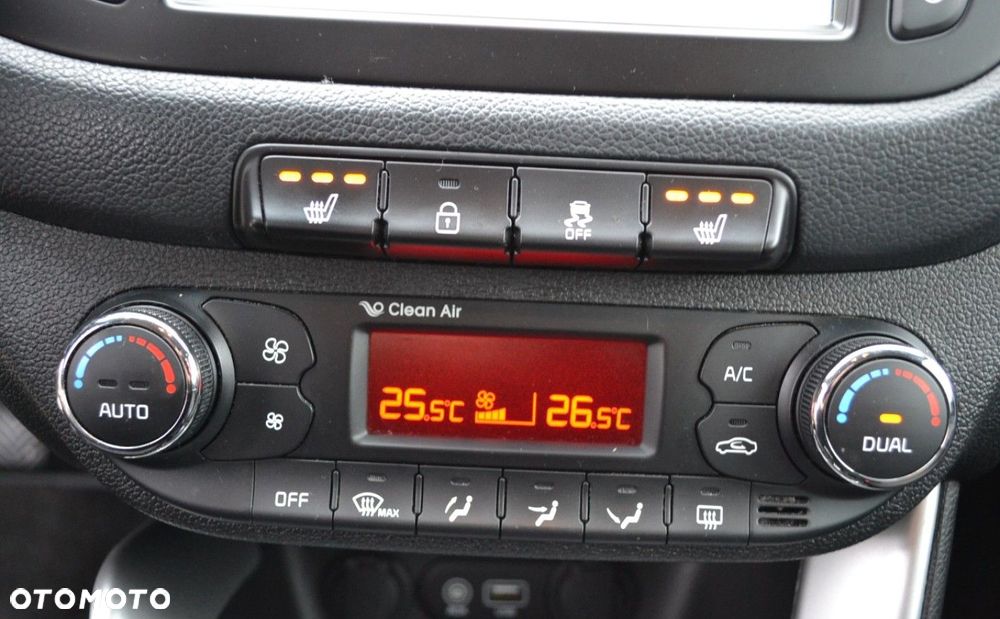 OFF
Clean Air
25.5°C 26.5°C
AUTO
A/C
DUAL
OFF
MAX
OTOMOTO